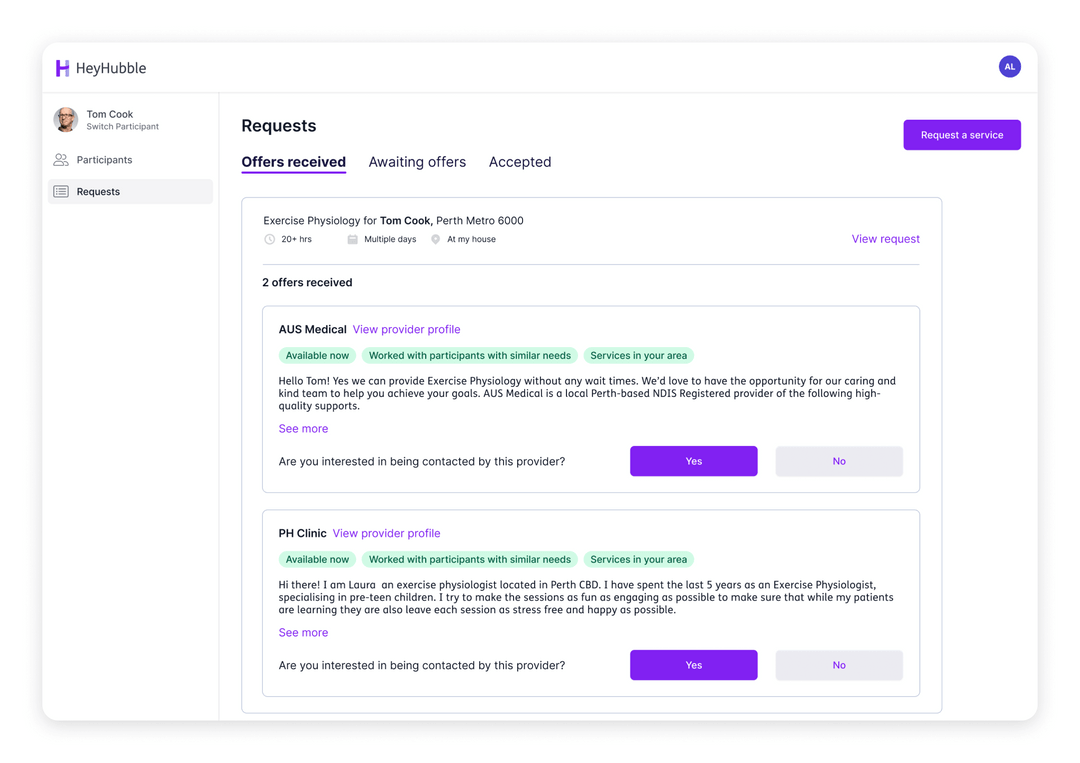 HeyHubble
AL
Tom Cook
Switch Participant
Participants
Requests
Requests
Request a service
Offers received
Awaiting offers
Accepted
Exercise Physiology for Tom Cook, Perth Metro 6000
20+ hrs
Multiple days
At my house
View request
2 offers received
AUS Medical View provider profile
Available now
Worked with participants with similar needs
Services in your area
Hello Tom! Yes we can provide Exercise Physiology without any wait times. We'd love to have the opportunity for our caring and
kind team to help you achieve your goals. AUS Medical is a local Perth-based NDIS Registered provider of the following high-
quality supports.
See more
Are you interested in being contacted by this provider?
Yes
No
PH Clinic View provider profile
Available now
Worked with participants with similar needs
Services in your area
Hi there! I am Laura an exercise physiologist located in Perth CBD. I have spent the last 5 years as an Exercise Physiologist,
specialising in pre-teen children. I try to make the sessions as fun as engaging as possible to make sure that while my patients
are learning they are also leave each session as stress free and happy as possible.
See more
Are you interested in being contacted by this provider?
Yes
No